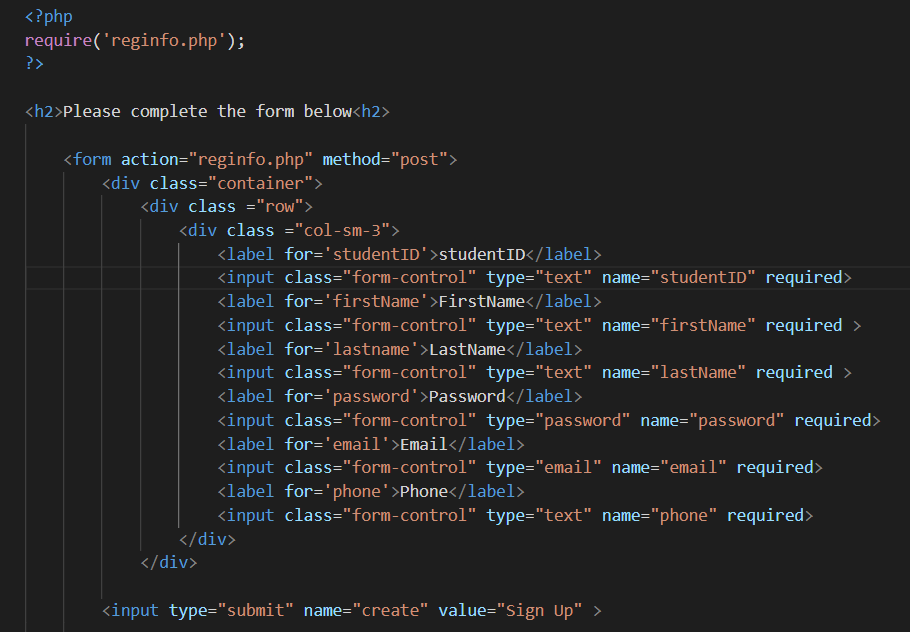 <?php
require('reginfo.php');
?>
<h2>Please complete the form below<h2>
<form action="reginfo.php" method="post">
<div class="container">
<div class ="row">
<div class ="col-sm-3">
<label for='studentID'>studentID</label>
<input class="form-control" type="text" name="studentID" required>
<label for='firstName'>FirstName</label>
<input class="form-control" type="text" name="firstName" required >
<label for='lastname'>LastName</label>
<input class="form-control" type="text" name="lastName" required >
<label for='password'>Password</label>
<input class="form-control" type="password" name="password" required>
<label for='email'>Email</label>
<input class="form-control" type="email" name="email" required>
<label for='phone'>Phone</label>
<input class="form-control" type="text" name="phone" required>
</div>
</div>
<input type="submit" name="create" value="Sign Up" >